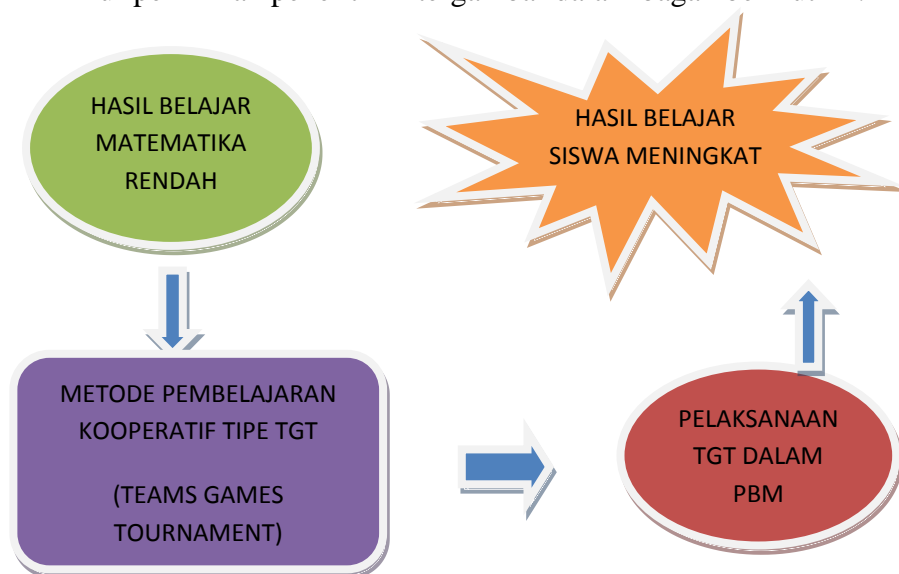 HASIL BELAJAR
MATEMATIKA
RENDAH
METODE PEMBELAJARAN
KOOPERATIF TIPE TGT
(TEAMS GAMES
TOURNAMENT)
PELAKSANAAN
TGT DALAM
PBM
HASIL BELAJAR
SISWA MENINGKAT